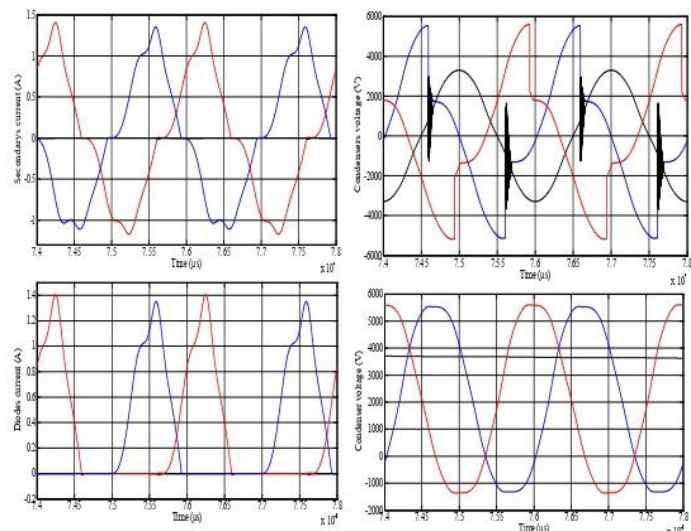 Secondarys current (A)
1.5
1
0.5
0
-0.5
-1
7.4 7.45 7.5 7.55 7.6 7.65 7.7 7.75 7.8
Time (µs)
x 10⁴
Condensers voltage (V)
6000
4000
2000
0
-2000
-4000
-6000
7.4 7.45 7.5 7.55 7.6 7.65 7.7 7.75 7.8
Time (µs)
x 10⁴
Diodes current (A)
1.4
1.2
1
0.8
0.6
0.4
0.2
0
-0.2
7.4 7.45 7.5 7.55 7.6 7.65 7.7 7.75 7.8
Time (µs)
x 10⁴
Condenser voltage (V)
6000
5000
4000
3000
2000
1000
0
-1000
-2000
7.4 7.45 7.5 7.55 7.6 7.65 7.7 7.75 7.8
Time (µs)
x 10⁴